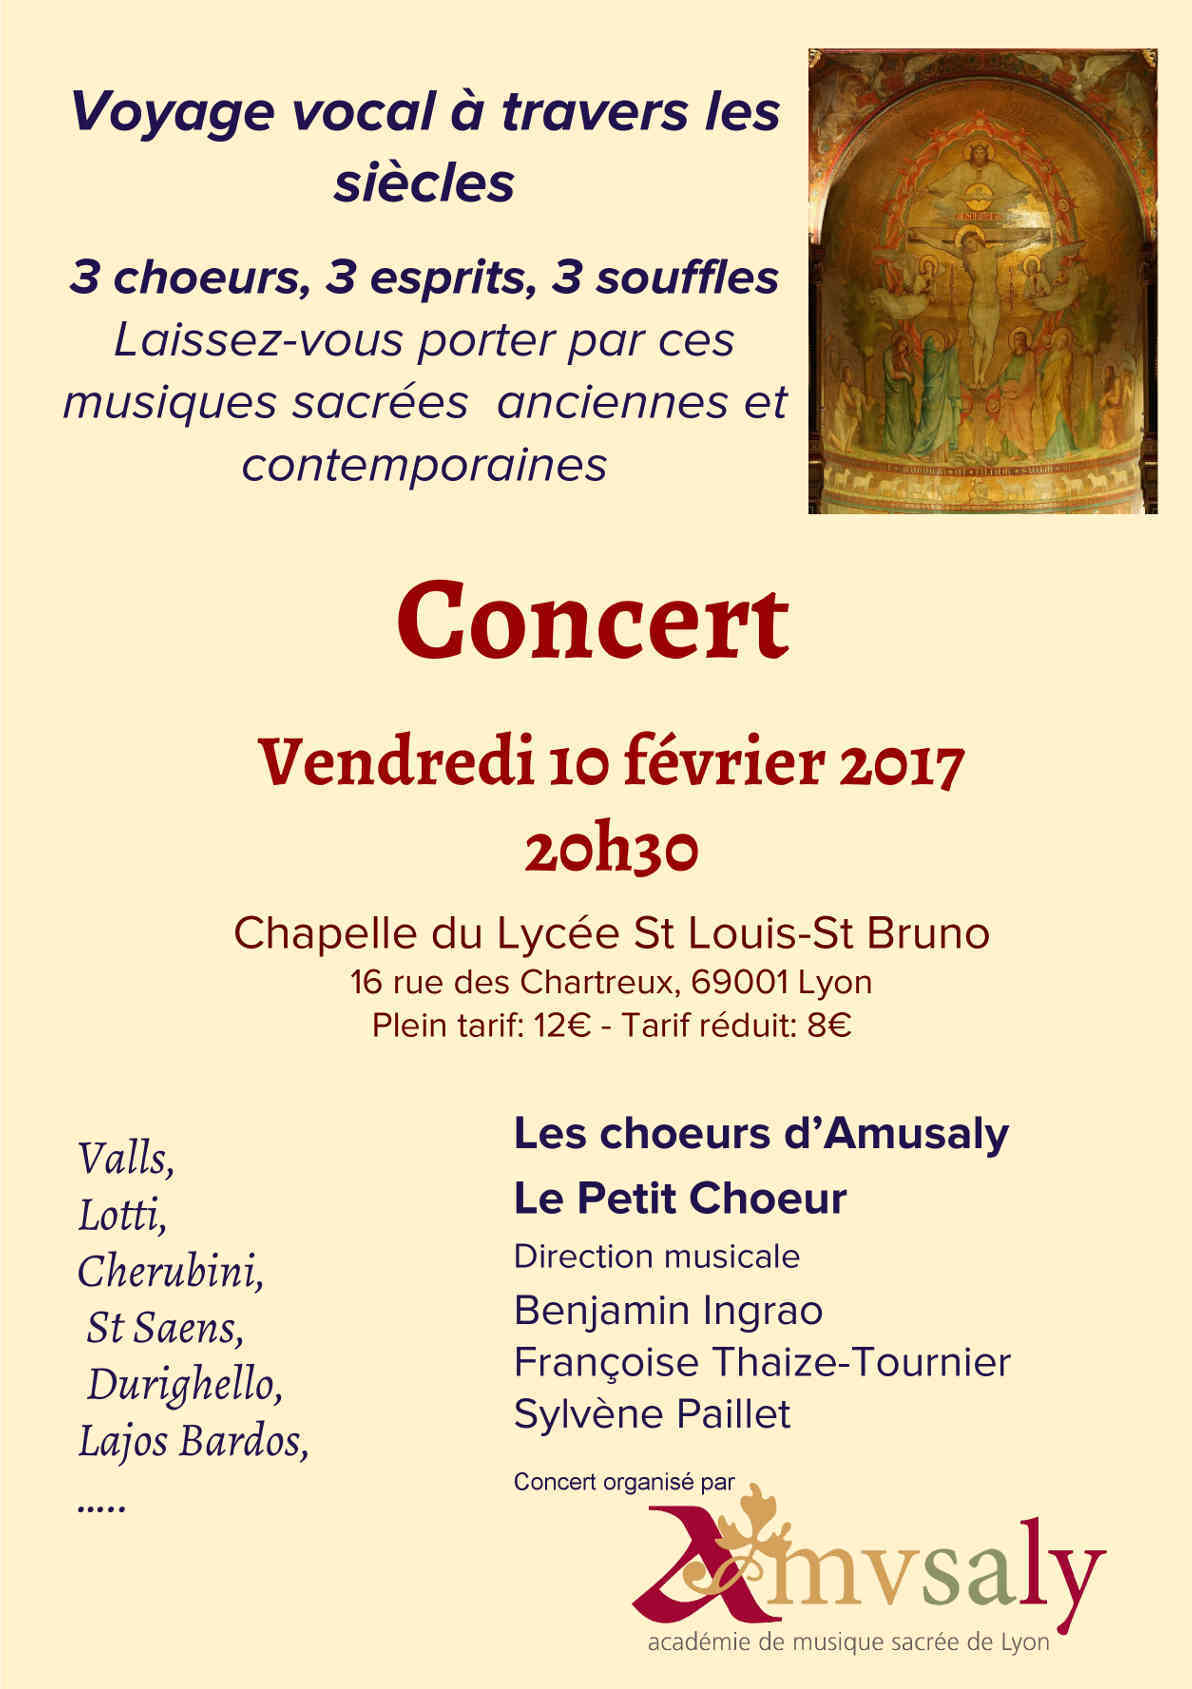 Voyage vocal à travers les
siècles
3 choeurs, 3 esprits, 3 souffles
Laissez-vous porter par ces
musiques sacrées anciennes et
contemporaines
Concert
Vendredi 10 février 2017
20h30
Chapelle du Lycée St Louis-St Bruno
16 rue des Chartreux, 69001 Lyon
Plein tarif: 12€ - Tarif réduit: 8€
Valls,
Lotti,
Cherubini,
St Saens,
Durighello,
Lajos Bardos,
.....
Les choeurs d’Amusaly
Le Petit Choeur
Direction musicale
Benjamin Ingrao
Françoise Thaize-Tournier
Sylvène Paillet
Concert organisé par
Amvsaly
académie de musique sacrée de Lyon